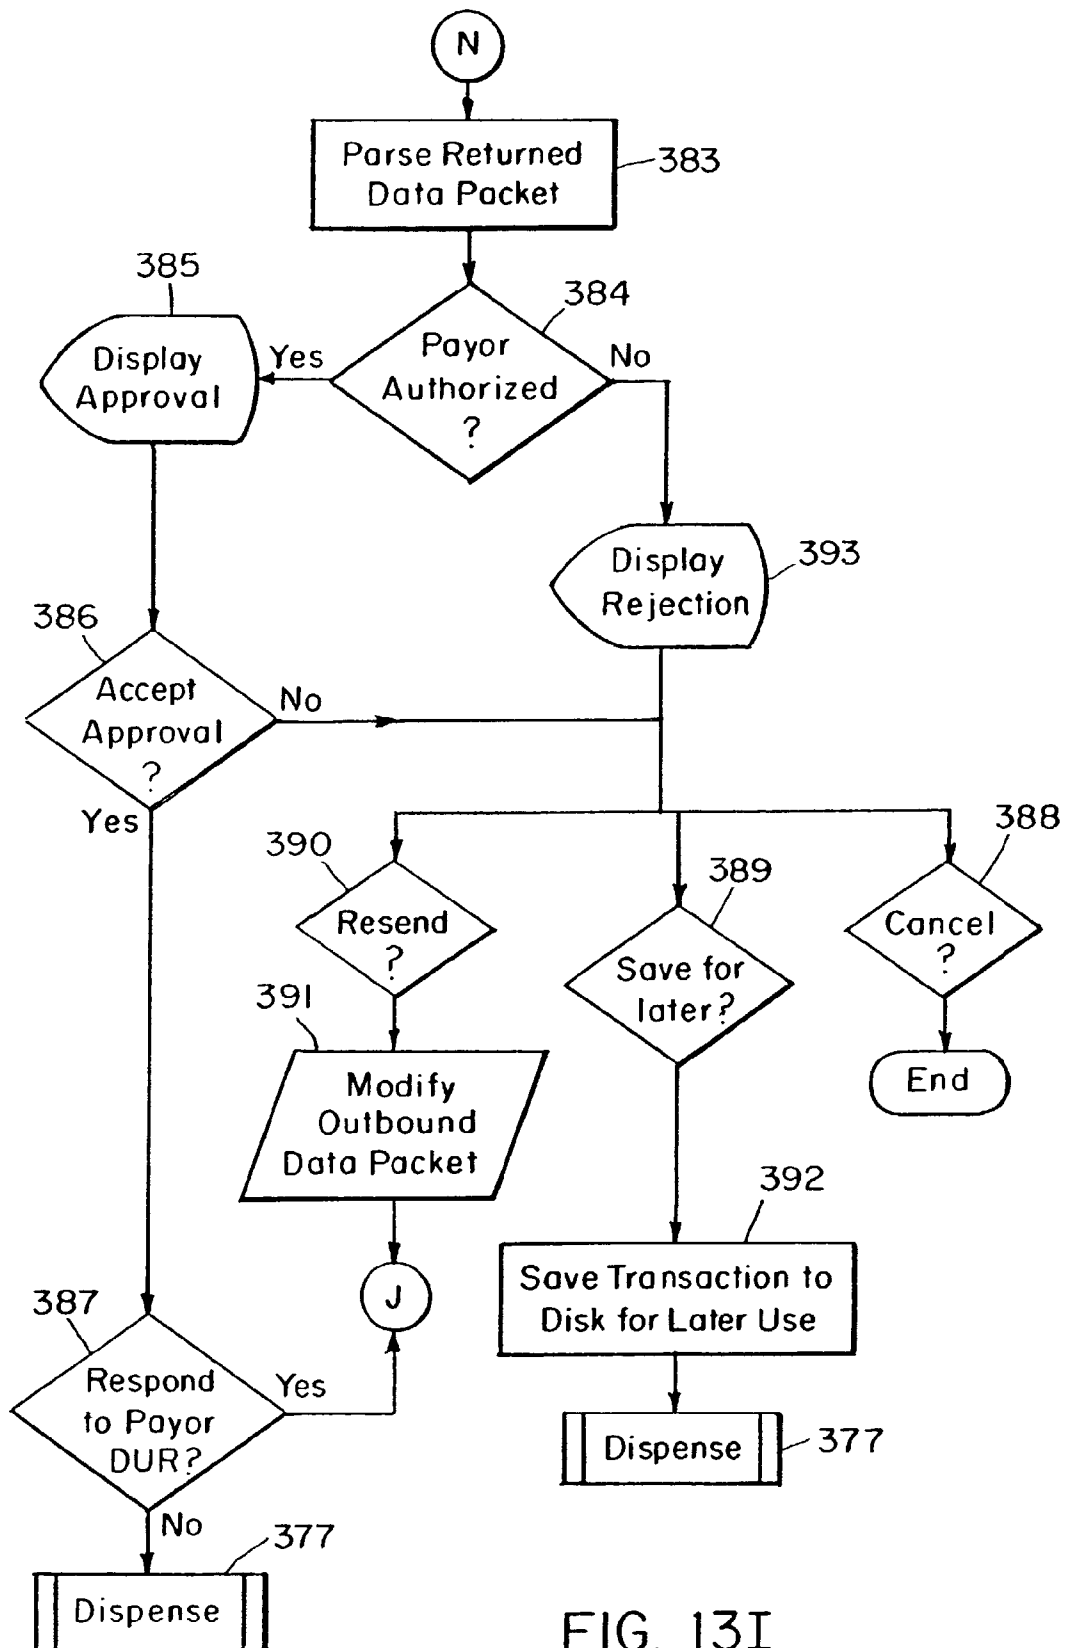 N
Parse Returned
Data Packet
383
385
384
Display
Approval
Yes
Payor
Authorized
?
No
Display
Rejection
393
386
Accept
Approval
?
No
Yes
390
Resend
?
389
Save for
later?
388
Cancel
?
391
Modify
Outbound
Data Packet
End
392
Save Transaction to
Disk for Later Use
J
387
Respond
to Payor
DUR?
Yes
Dispense
377
No
377
Dispense
FIG. 13I